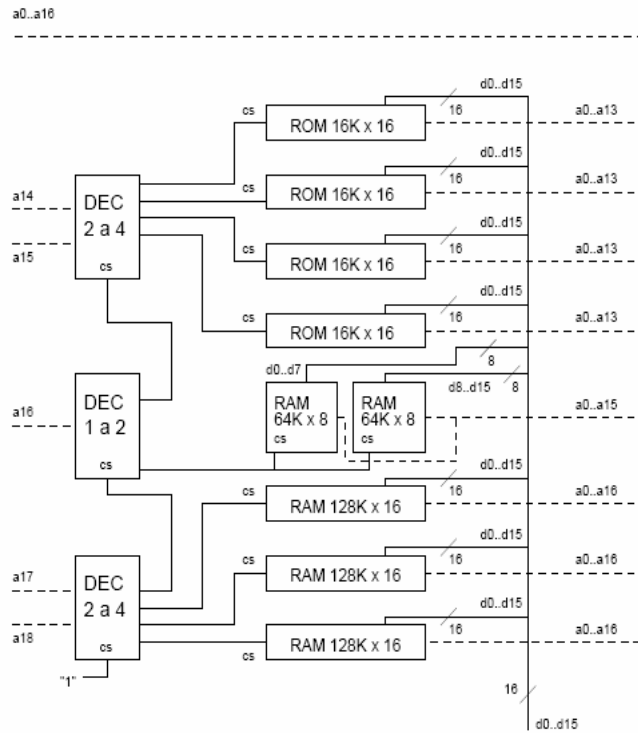 a0..a16
d0..d15
cs
ROM 16K x 16
16
a0..a13
d0..d15
cs
ROM 16K x 16
16
a0..a13
a14
DEC
2 a 4
a15
cs
d0..d15
cs
ROM 16K x 16
16
a0..a13
d0..d15
cs
ROM 16K x 16
16
a0..a13
d0..d7
8
d8..d15
8
a16
DEC
1 a 2
cs
RAM
64K x 8
cs
RAM
64K x 8
cs
a0..a15
d0..d15
cs
RAM 128K x 16
16
a0..a16
d0..d15
RAM 128K x 16
16
a0..a16
cs
a17
DEC
2 a 4
a18
cs
"1"
d0..d15
RAM 128K x 16
16
a0..a16
cs
16
d0..d15